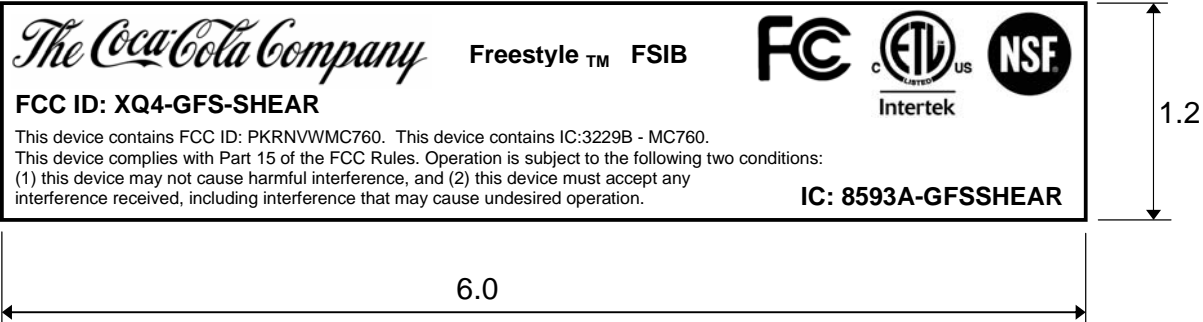 The Coca-Cola Company Freestyle TM FSIB FC c ETL LISTED us NSF
Intertek
FCC ID: XQ4-GFS-SHEAR
This device contains FCC ID: PKRNVWMC760. This device contains IC:3229B - MC760.
This device complies with Part 15 of the FCC Rules. Operation is subject to the following two conditions:
(1) this device may not cause harmful interference, and (2) this device must accept any
interference received, including interference that may cause undesired operation.
IC: 8593A-GFSSHEAR
1.2
6.0